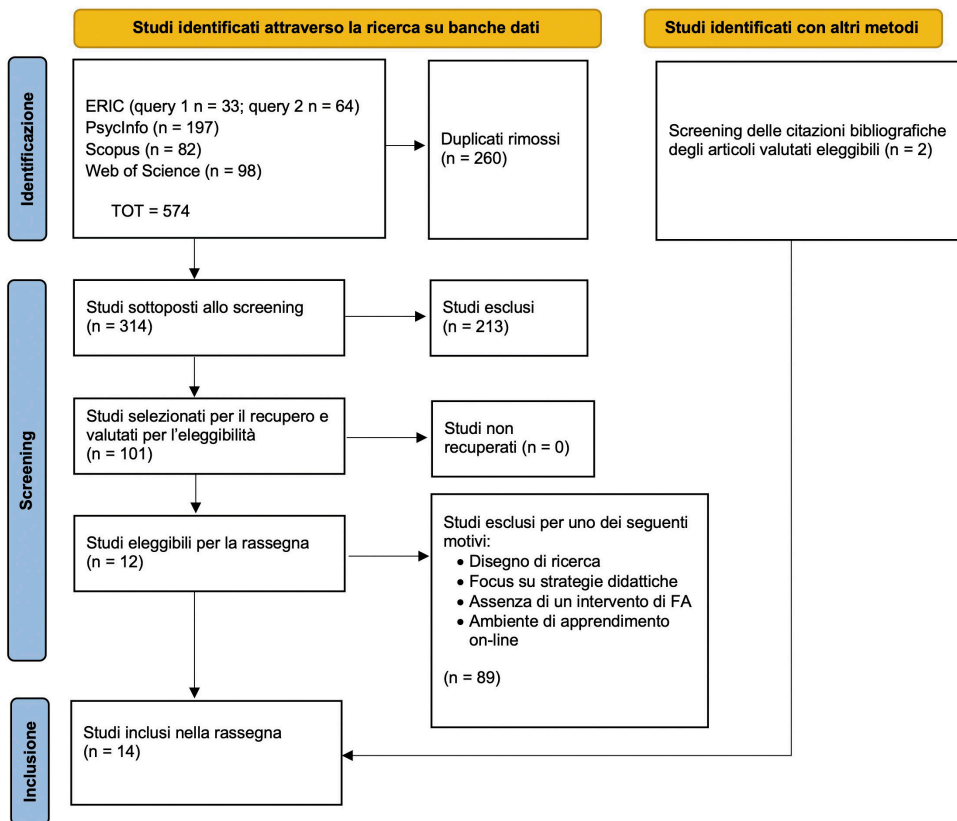 Studi identificati attraverso la ricerca su banche dati
Studi identificati con altri metodi
Identificazione
ERIC (query 1 n = 33; query 2 n = 64)
PsycInfo (n = 197)
Scopus (n = 82)
Web of Science (n = 98)
TOT = 574
Duplicati rimossi
(n = 260)
Screening delle citazioni bibliografiche
degli articoli valutati eleggibili (n = 2)
Screening
Studi sottoposti allo screening
(n = 314)
Studi esclusi
(n = 213)
Studi selezionati per il recupero e
valutati per l'eleggibilità
(n = 101)
Studi non
recuperati (n = 0)
Studi eleggibili per la rassegna
(n = 12)
Studi esclusi per uno dei seguenti
motivi:
• Disegno di ricerca
• Focus su strategie didattiche
• Assenza di un intervento di FA
• Ambiente di apprendimento
on-line
(n = 89)
Inclusione
Studi inclusi nella rassegna
(n = 14)